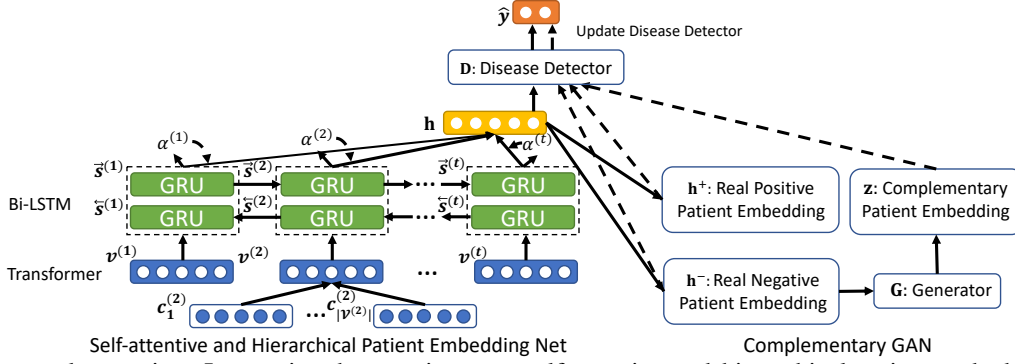 ŷ
Update Disease Detector
D: Disease Detector
h
α^(1)
α^(2)
α^(t)
s⃗^(1)
s⃗^(2)
s⃗^(t)
GRU
GRU
GRU
h⁺: Real Positive
Patient Embedding
z: Complementary
Patient Embedding
Bi-LSTM
s⃖^(1)
s⃖^(2)
s⃖^(t)
GRU
GRU
GRU
...
...
v^(1)
v^(2)
v^(t)
Transformer
...
h⁻: Real Negative
Patient Embedding
G: Generator
c_1^(2)
...
c_|v^(2)|^(2)
Self-attentive and Hierarchical Patient Embedding Net
Complementary GAN